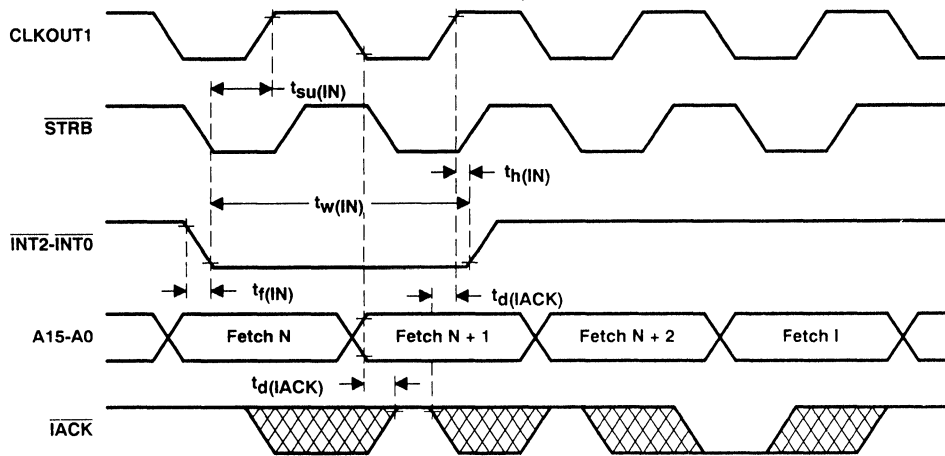 CLKOUT1
tsu(IN)
STRB
th(IN)
tw(IN)
INT2-INT0
tf(IN)
td(IACK)
A15-A0
Fetch N
Fetch N + 1
Fetch N + 2
Fetch I
td(IACK)
IACK